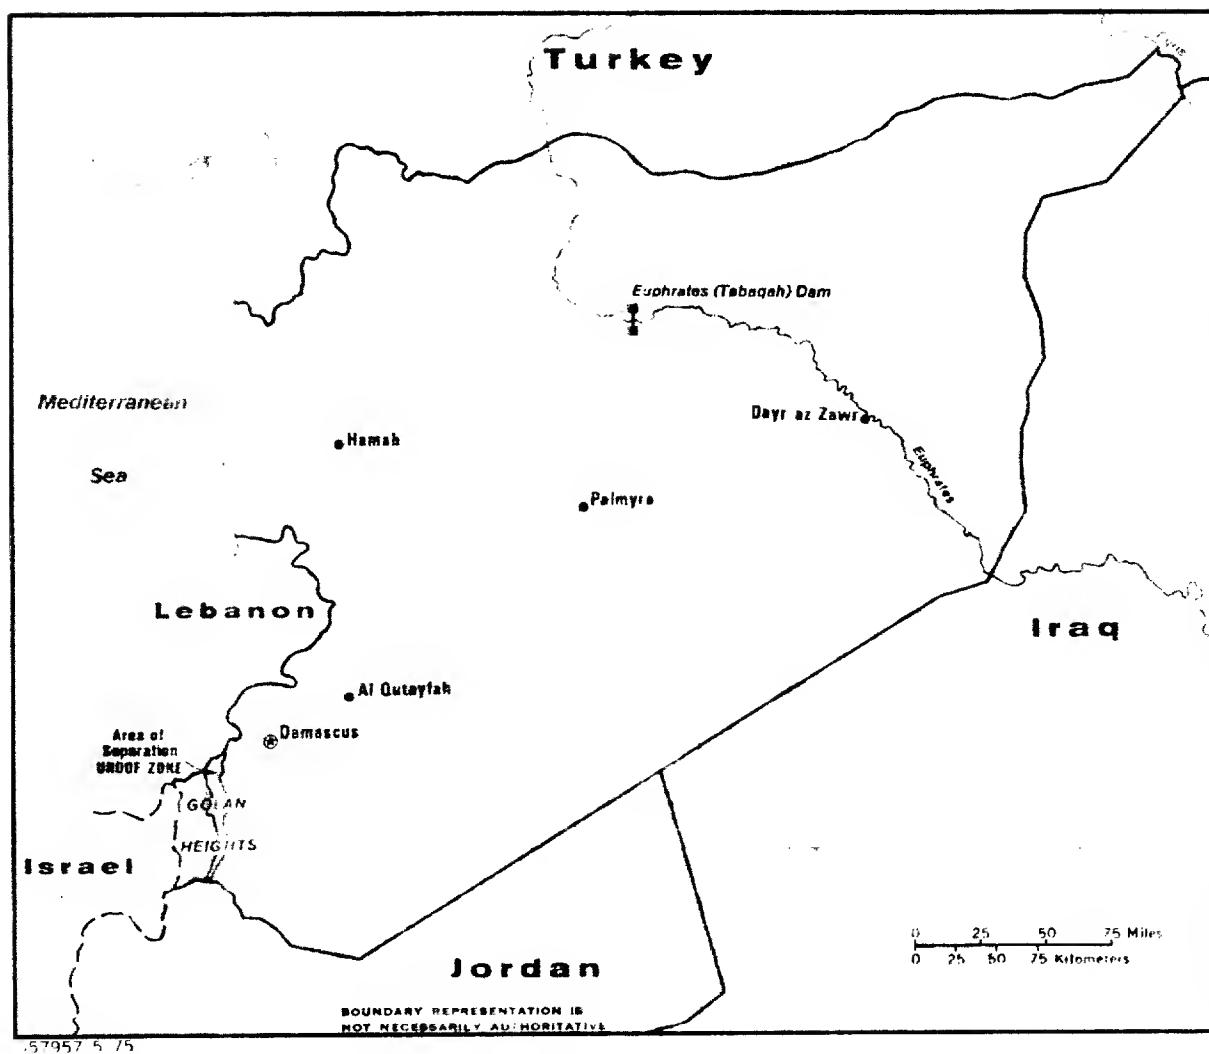 Turkey
Euphrates (Tabaqah) Dam
Mediterranean
Sea
Hamah
Dayr az Zawr
Palmyra
Euphrates
Lebanon
Iraq
Al Qutayfah
Damascus
Area of
Separation
UNDOF ZONE
GOLAN
HEIGHTS
Israel
0 25 50 75 Miles
0 25 50 75 Kilometers
Jordan
BOUNDARY REPRESENTATION IS
NOT NECESSARILY AUTHORITATIVE
57957 5 75